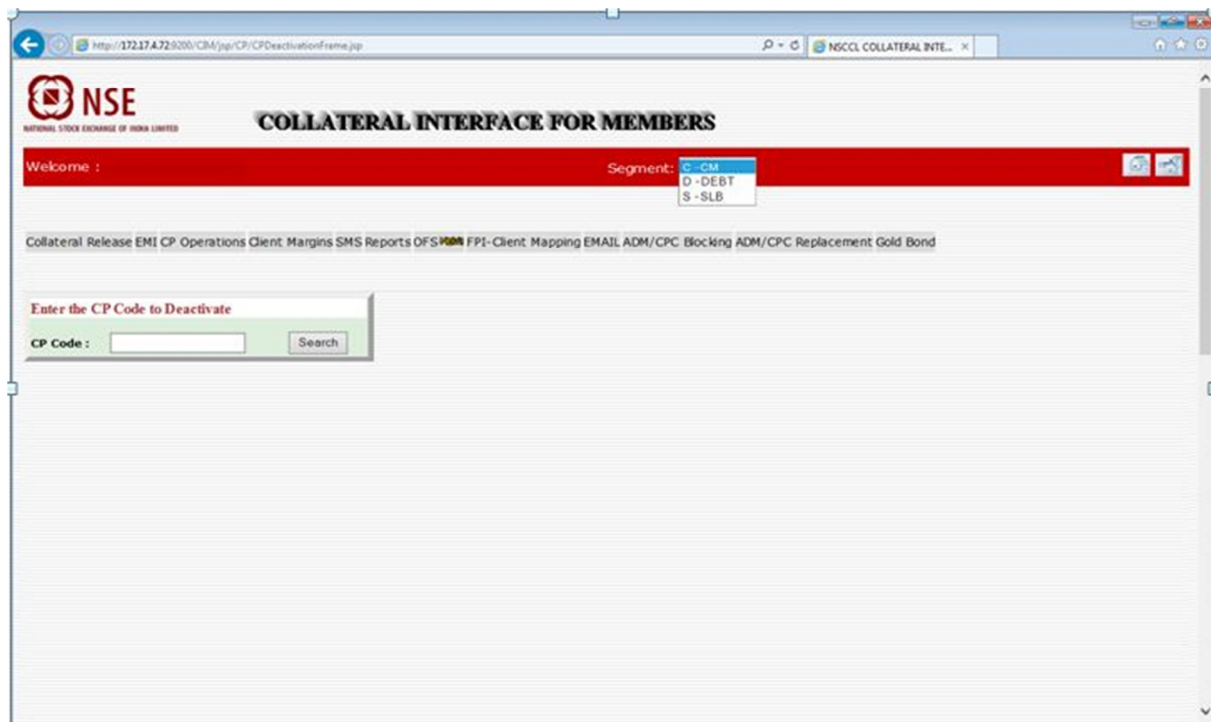 http://172.17.4.72:9200/CIM/jsp/CP/CPDeactivationFrame.jsp
NSCCL COLLATERAL INTE...
NSE
NATIONAL STOCK EXCHANGE OF INDIA LIMITED
COLLATERAL INTERFACE FOR MEMBERS
Welcome :
Segment: C -CM
D -DEBT
S -SLB
Collateral Release EMI CP Operations Client Margins SMS Reports OFS FPI-Client Mapping EMAIL ADM/CPC Blocking ADM/CPC Replacement Gold Bond
Enter the CP Code to Deactivate
CP Code : Search